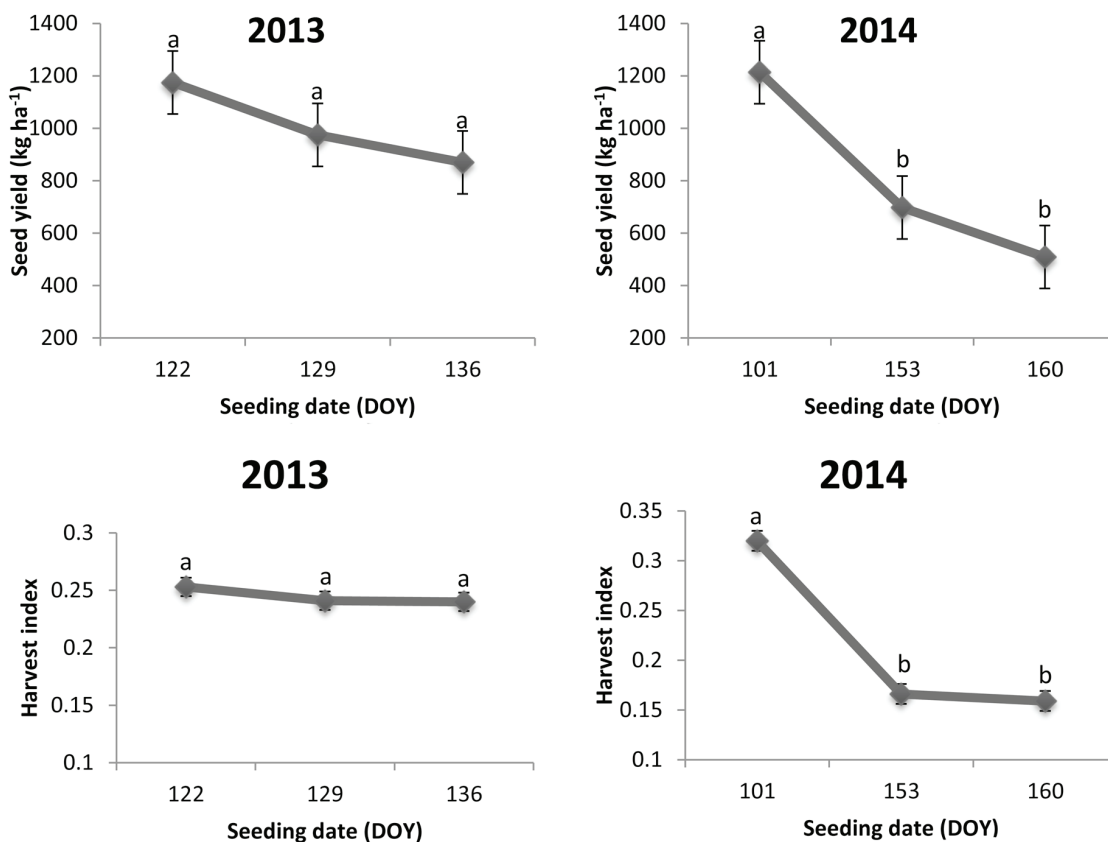 2013
Seed yield (kg ha⁻¹)
1400
1200
1000
800
600
400
200
a
a
a
122
129
136
Seeding date (DOY)
2014
Seed yield (kg ha⁻¹)
1400
1200
1000
800
600
400
200
a
b
b
101
153
160
Seeding date (DOY)
2013
Harvest index
0.3
0.25
0.2
0.15
0.1
a
a
a
122
129
136
Seeding date (DOY)
2014
Harvest index
0.35
0.3
0.25
0.2
0.15
0.1
a
b
b
101
153
160
Seeding date (DOY)